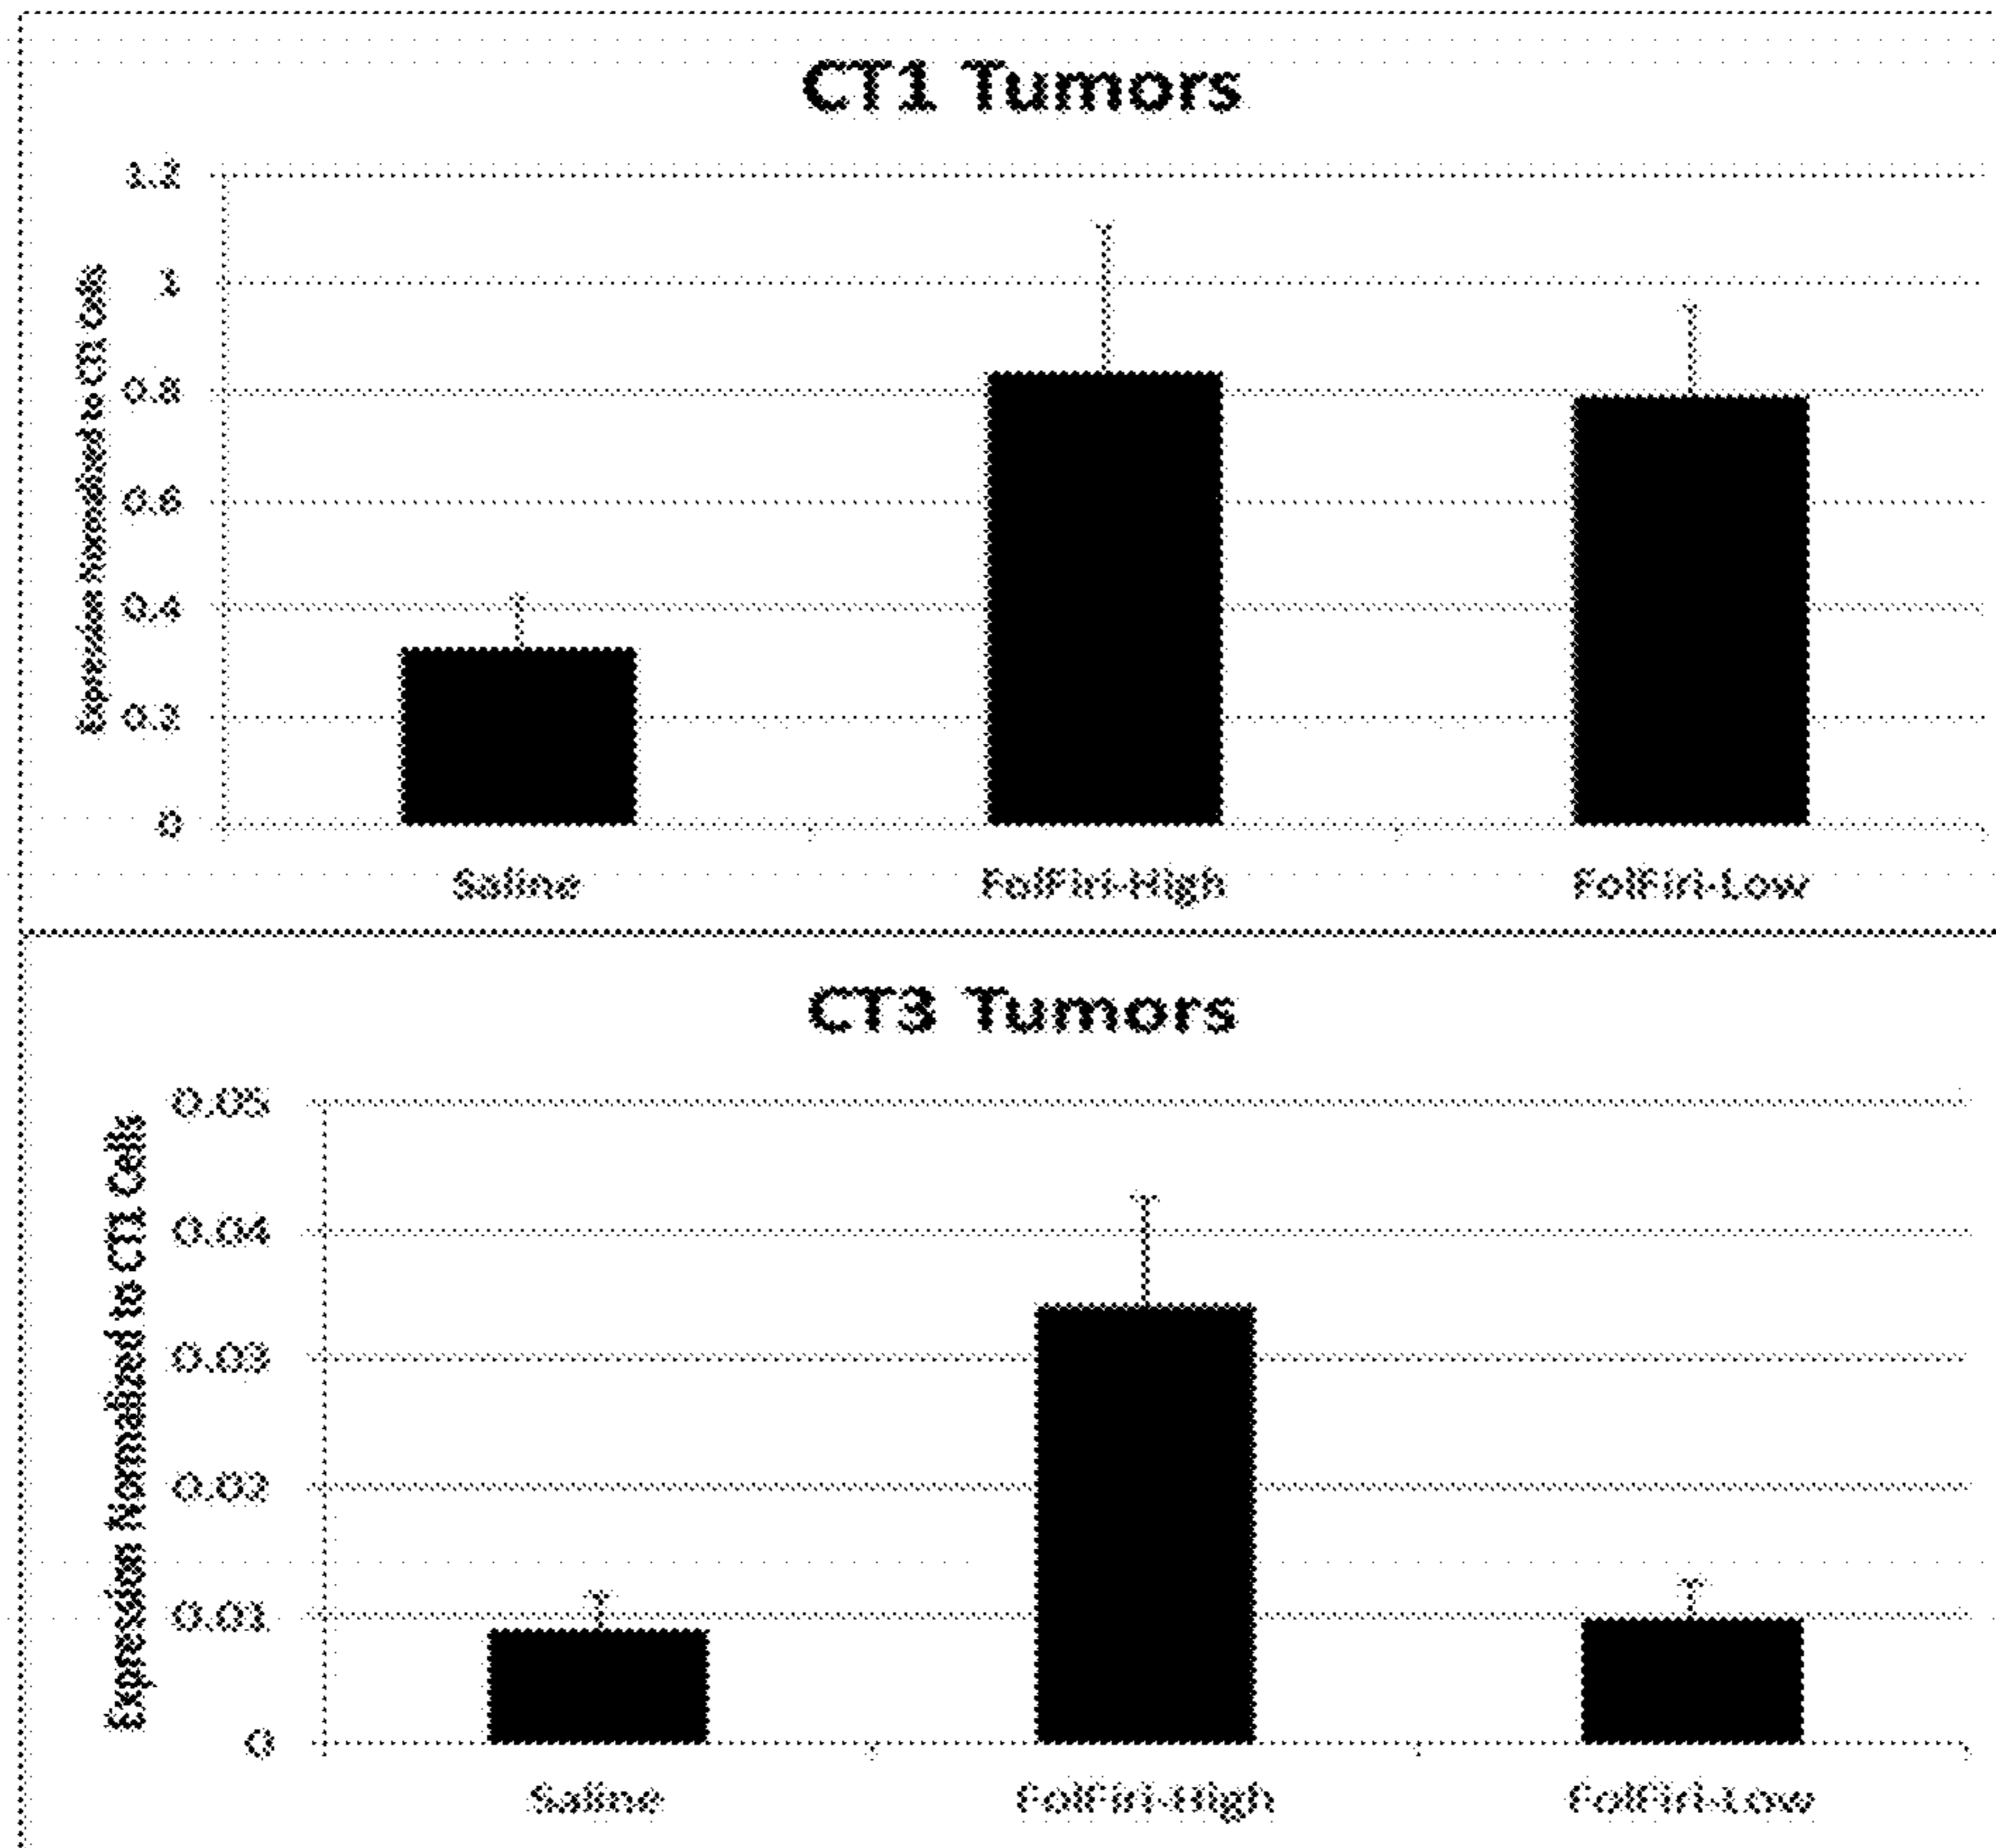 CT1 Tumors
Expression Normalized to CT1 Cells
1.2
1
0.8
0.6
0.4
0.2
0
Saline
FolFiri-High
FolFiri-Low
CT3 Tumors
Expression Normalized to CT1 Cells
0.05
0.04
0.03
0.02
0.01
0
Saline
FolFiri-High
FolFiri-Low